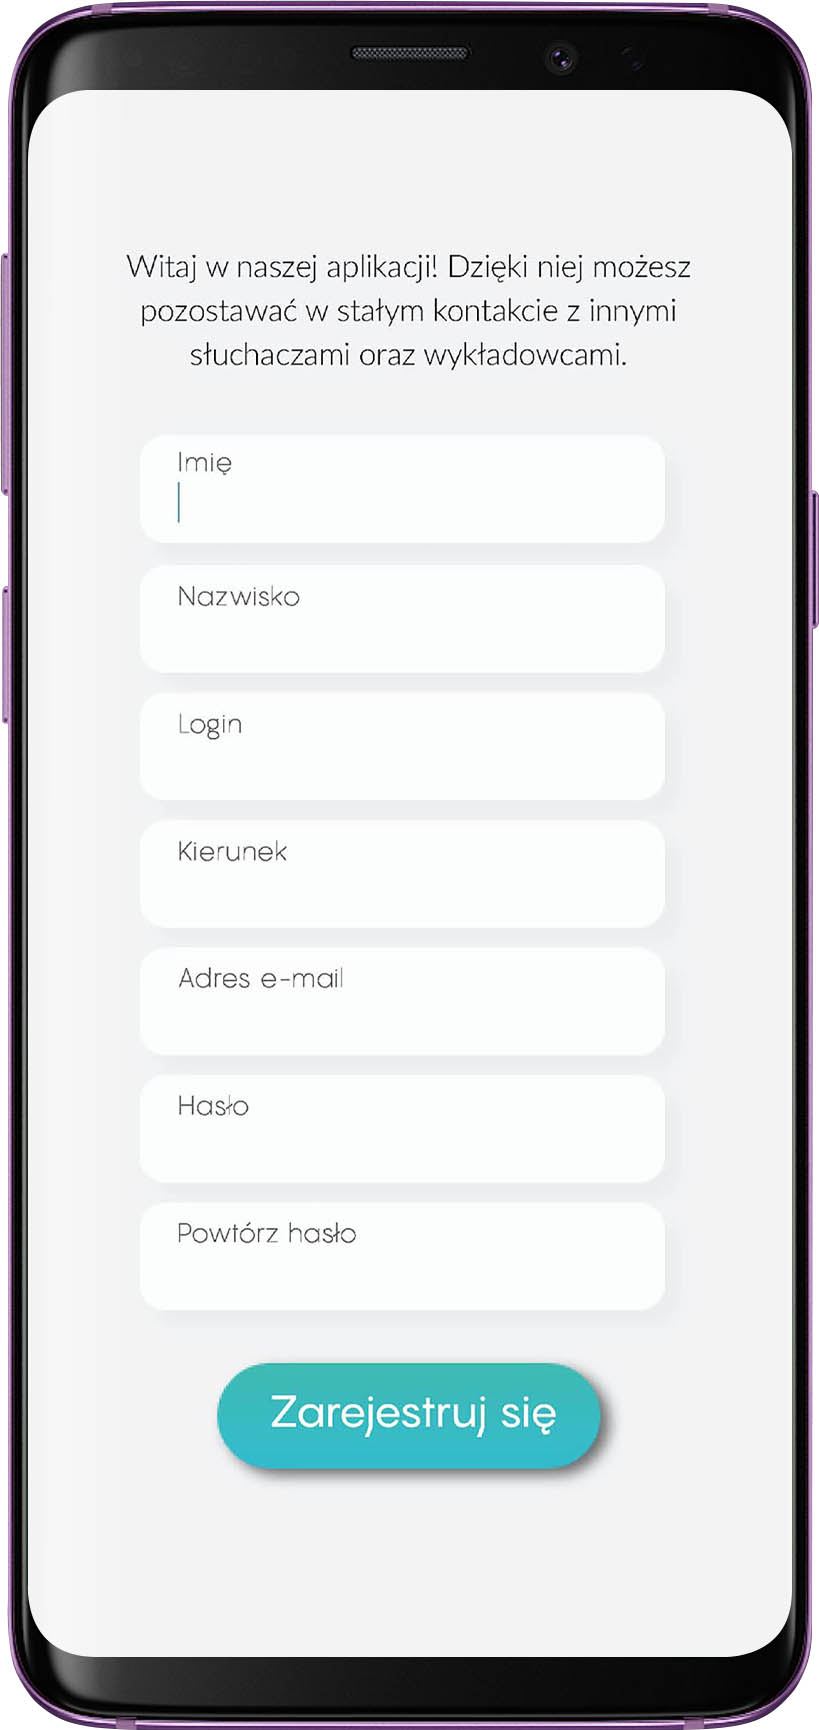 Witaj w naszej aplikacji! Dzięki niej możesz
pozostawać w stałym kontakcie z innymi
słuchaczami oraz wykładowcami.
Imię
Nazwisko
Login
Kierunek
Adres e-mail
Hasło
Powtórz hasło
Zarejestruj się